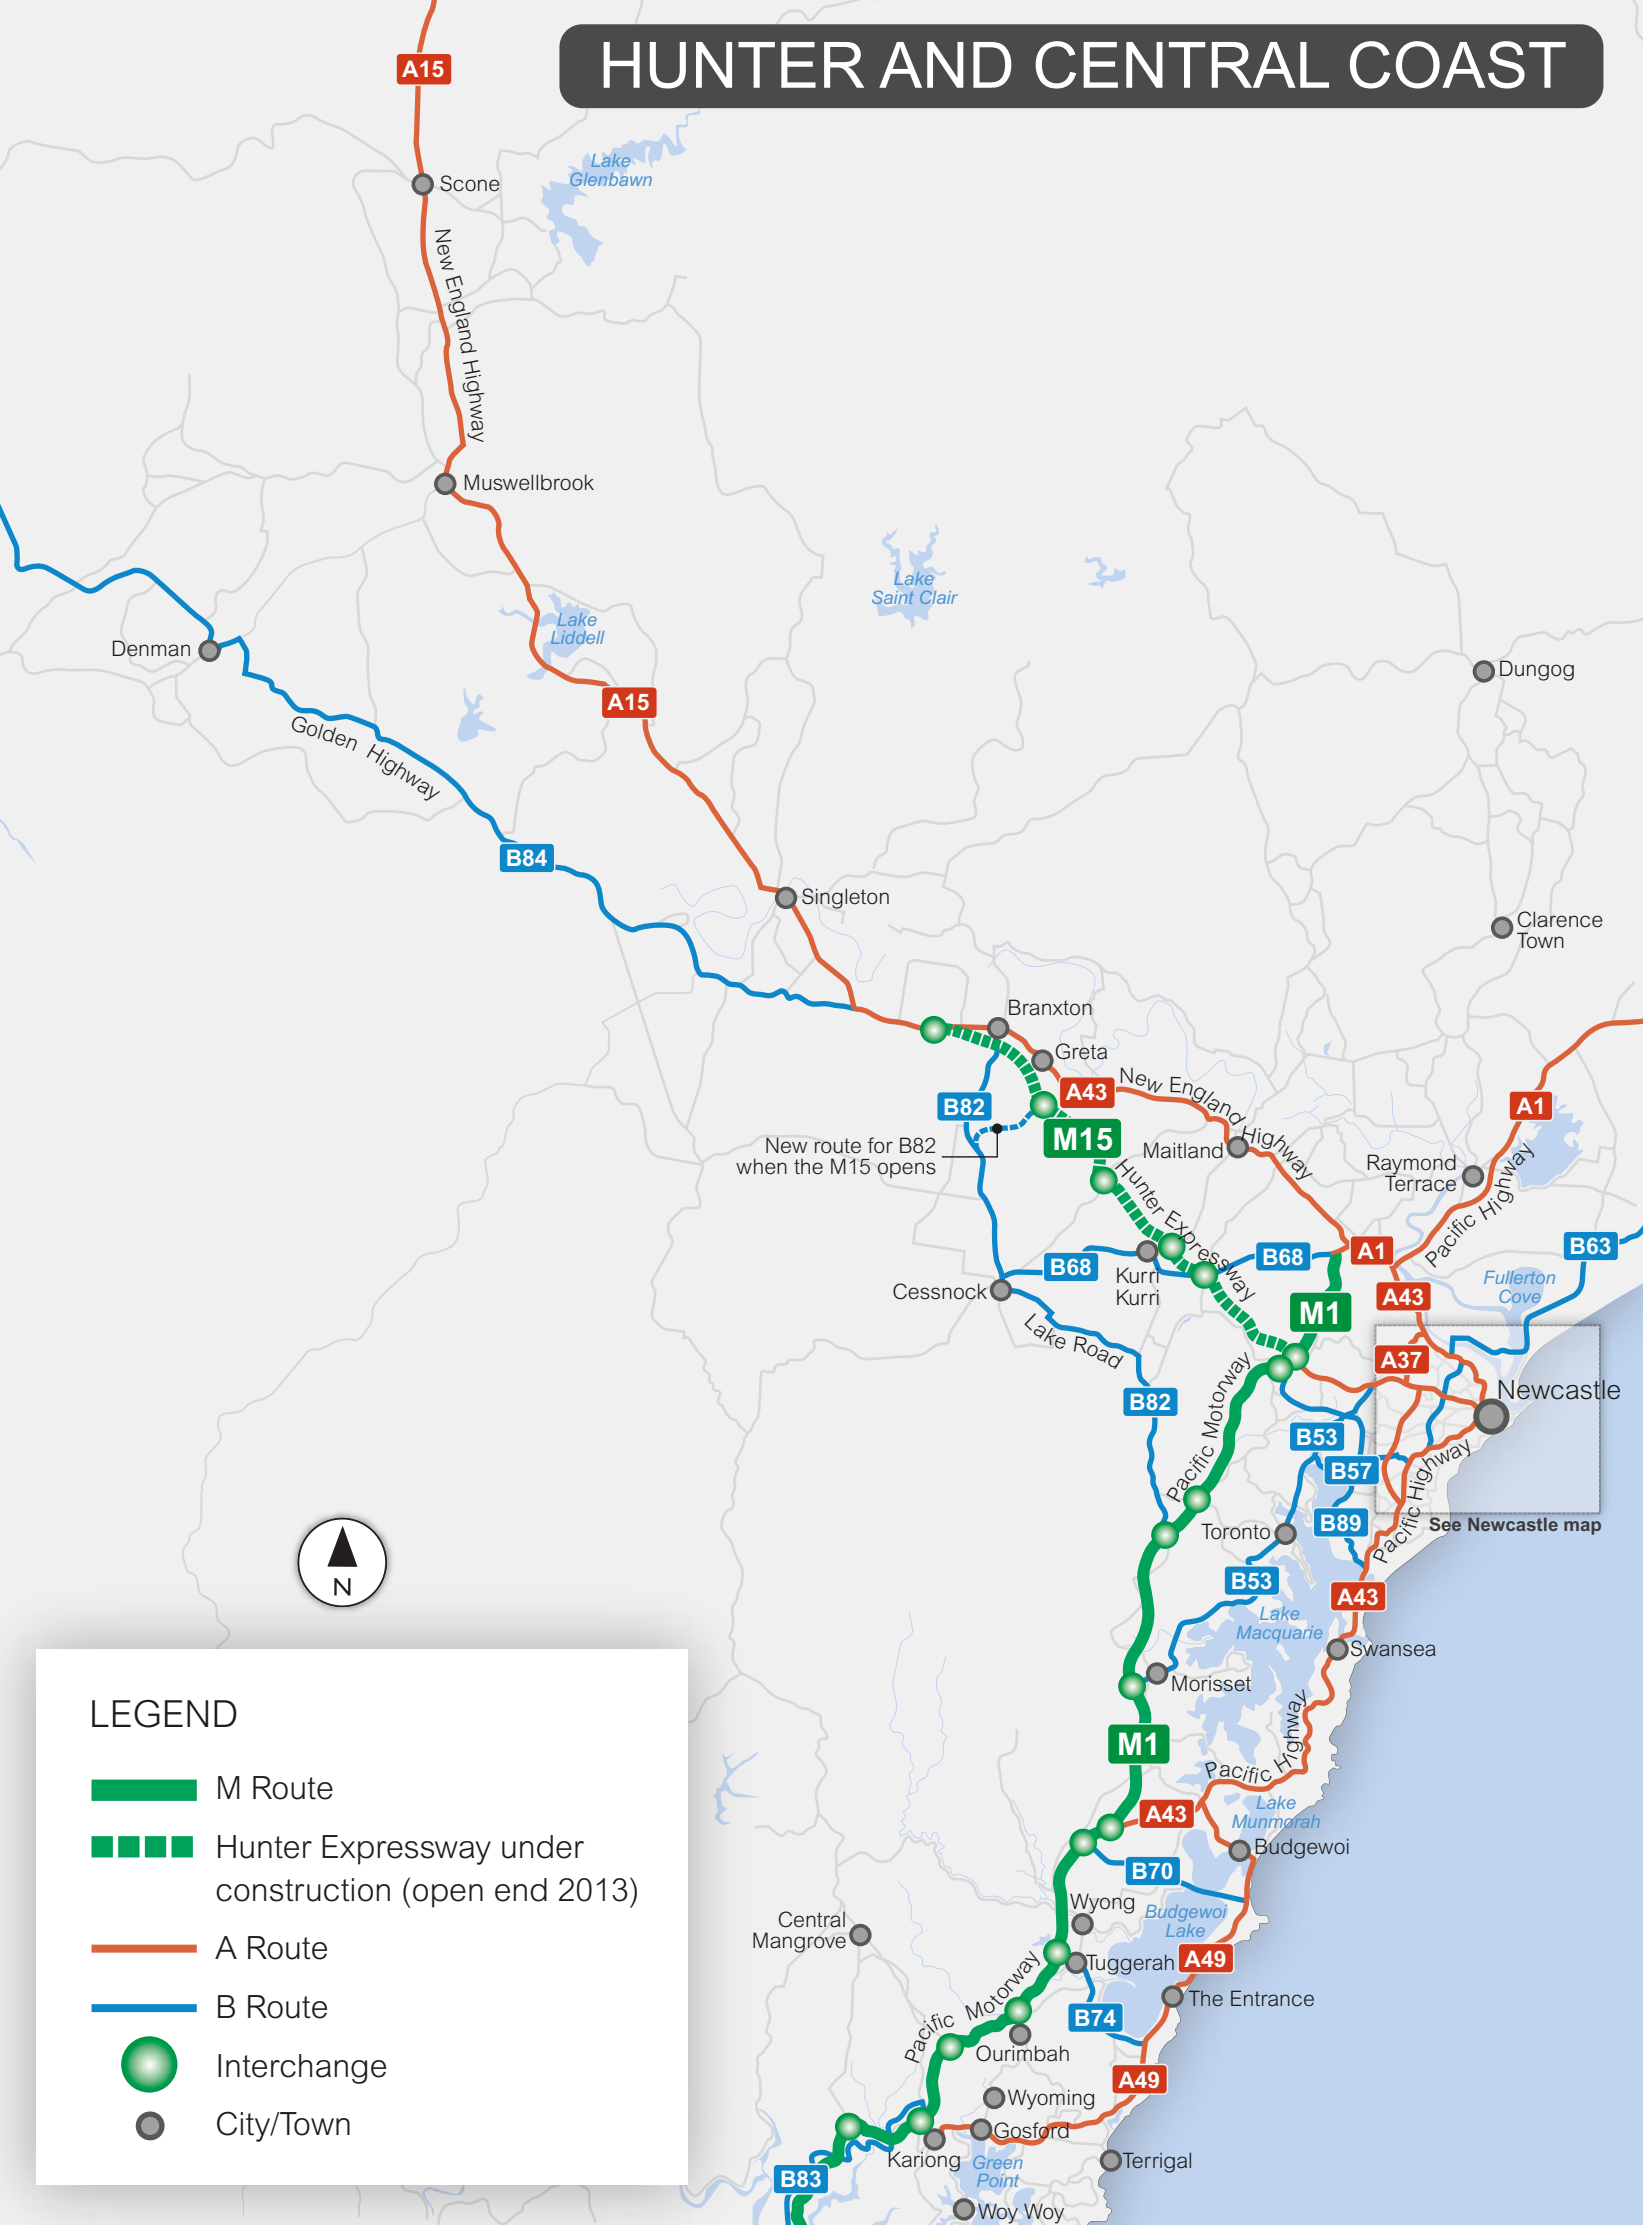 HUNTER AND CENTRAL COAST
A15
Lake
Glenbawn
Scone
New England Highway
Muswellbrook
Lake
Saint Clair
Lake
Liddell
Denman
Dungog
A15
Golden Highway
B84
Singleton
Clarence
Town
Branxton
Greta
A43
New England Highway
B82
A1
M15
New route for B82
when the M15 opens
Maitland
Raymond
Terrace
Pacific Highway
Hunter Expressway
B68
Kurri
Kurri
B68
A1
B63
Fullerton
Cove
Cessnock
A43
M1
Lake Road
A37
Newcastle
Pacific Motorway
B82
B53
B57
Pacific Highway
Toronto
B89
See Newcastle map
B53
A43
Lake
Macquarie
Swansea
Morisset
M1
Pacific Highway
A43
Lake
Munmorah
Budgewoi
B70
Wyong
Budgewoi
Lake
Central
Mangrove
Tuggerah
A49
Pacific Motorway
The Entrance
B74
Ourimbah
A49
Wyoming
Gosford
Kariong
Green
Point
Terrigal
B83
Woy Woy
N
LEGEND
M Route
Hunter Expressway under
construction (open end 2013)
A Route
B Route
Interchange
City/Town